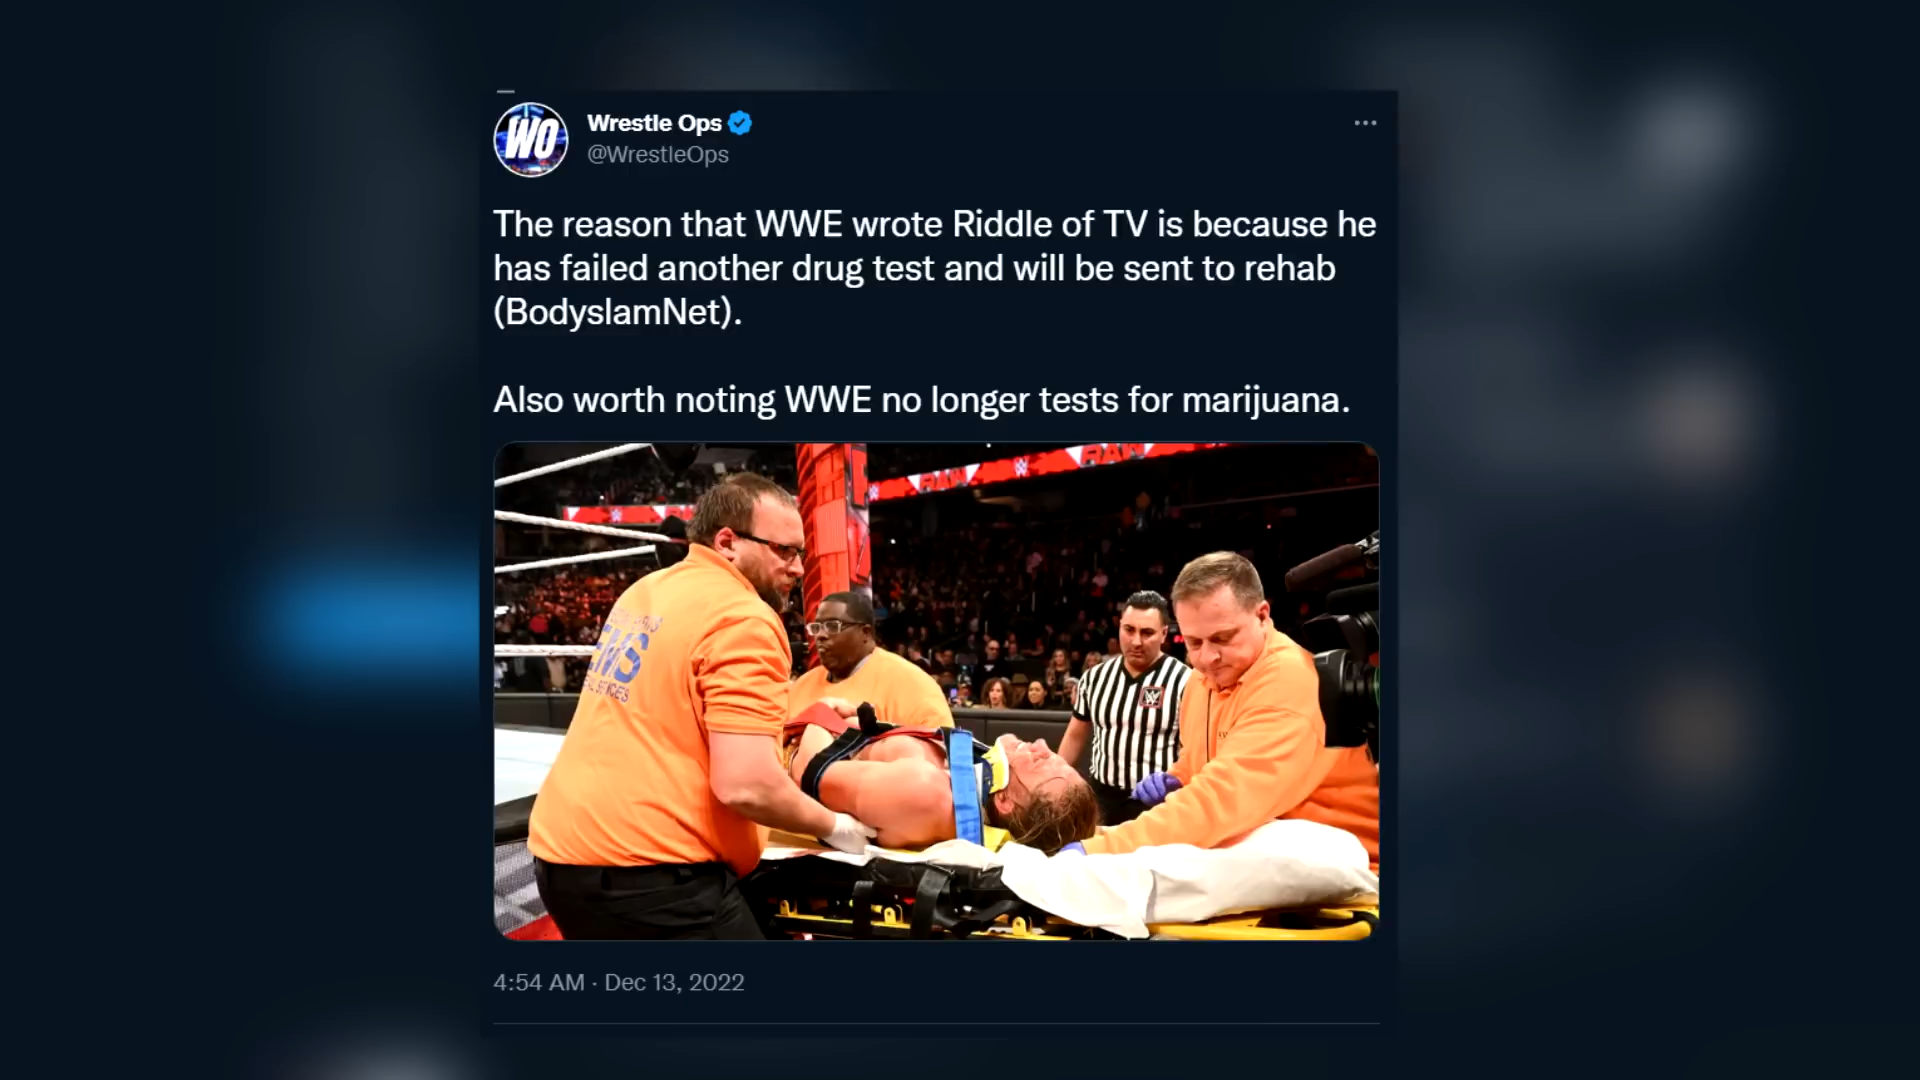 WO
Wrestle Ops
@WrestleOps
The reason that WWE wrote Riddle of TV is because he
has failed another drug test and will be sent to rehab
(BodyslamNet).
Also worth noting WWE no longer tests for marijuana.
RAW
RAW
EMS
4:54 AM · Dec 13, 2022